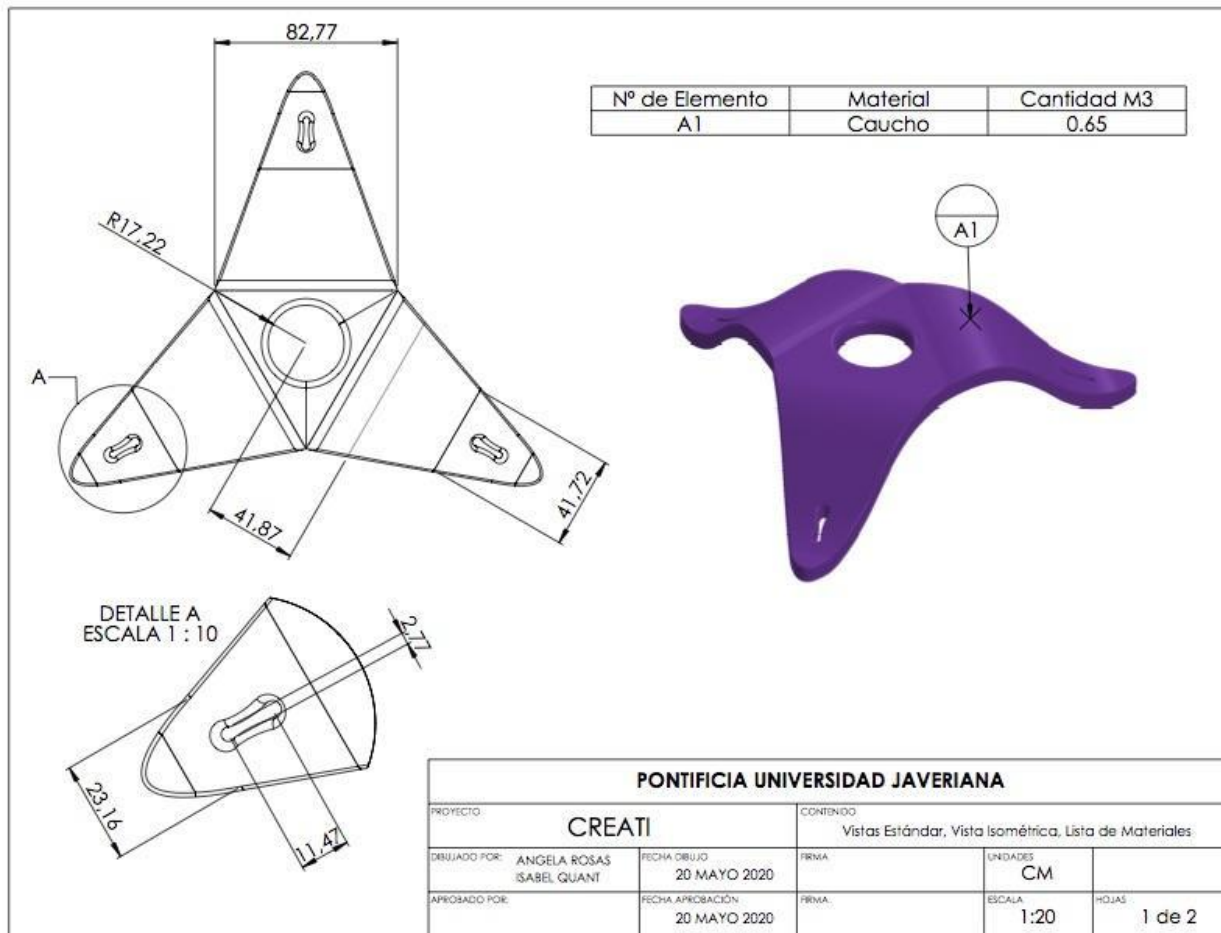 82,77
Nº de Elemento Material Cantidad M3
A1 Caucho 0.65
R17,22
A1
A
41,87
41,72
DETALLE A
ESCALA 1 : 10
2,77
23,16
11,47
PONTIFICIA UNIVERSIDAD JAVERIANA
PROYECTO CREATI
CONTENIDO
Vistas Estándar, Vista Isométrica, Lista de Materiales
DIBUJADO POR: ANGELA ROSAS
ISABEL QUANT
FECHA DIBUJO
20 MAYO 2020
FIRMA
UNIDADES
CM
APROBADO POR:
FECHA APROBACIÓN
20 MAYO 2020
FIRMA
ESCALA
1:20
HOJAS
1 de 2